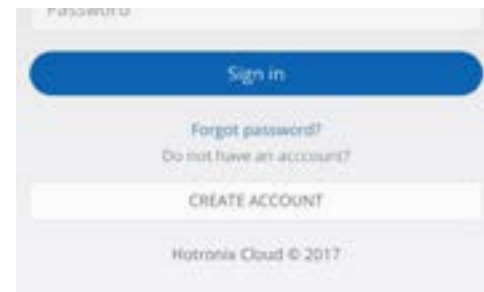 Password
Sign in
Forgot password?
Do not have an acccount?
CREATE ACCOUNT
Hotronix Cloud © 2017